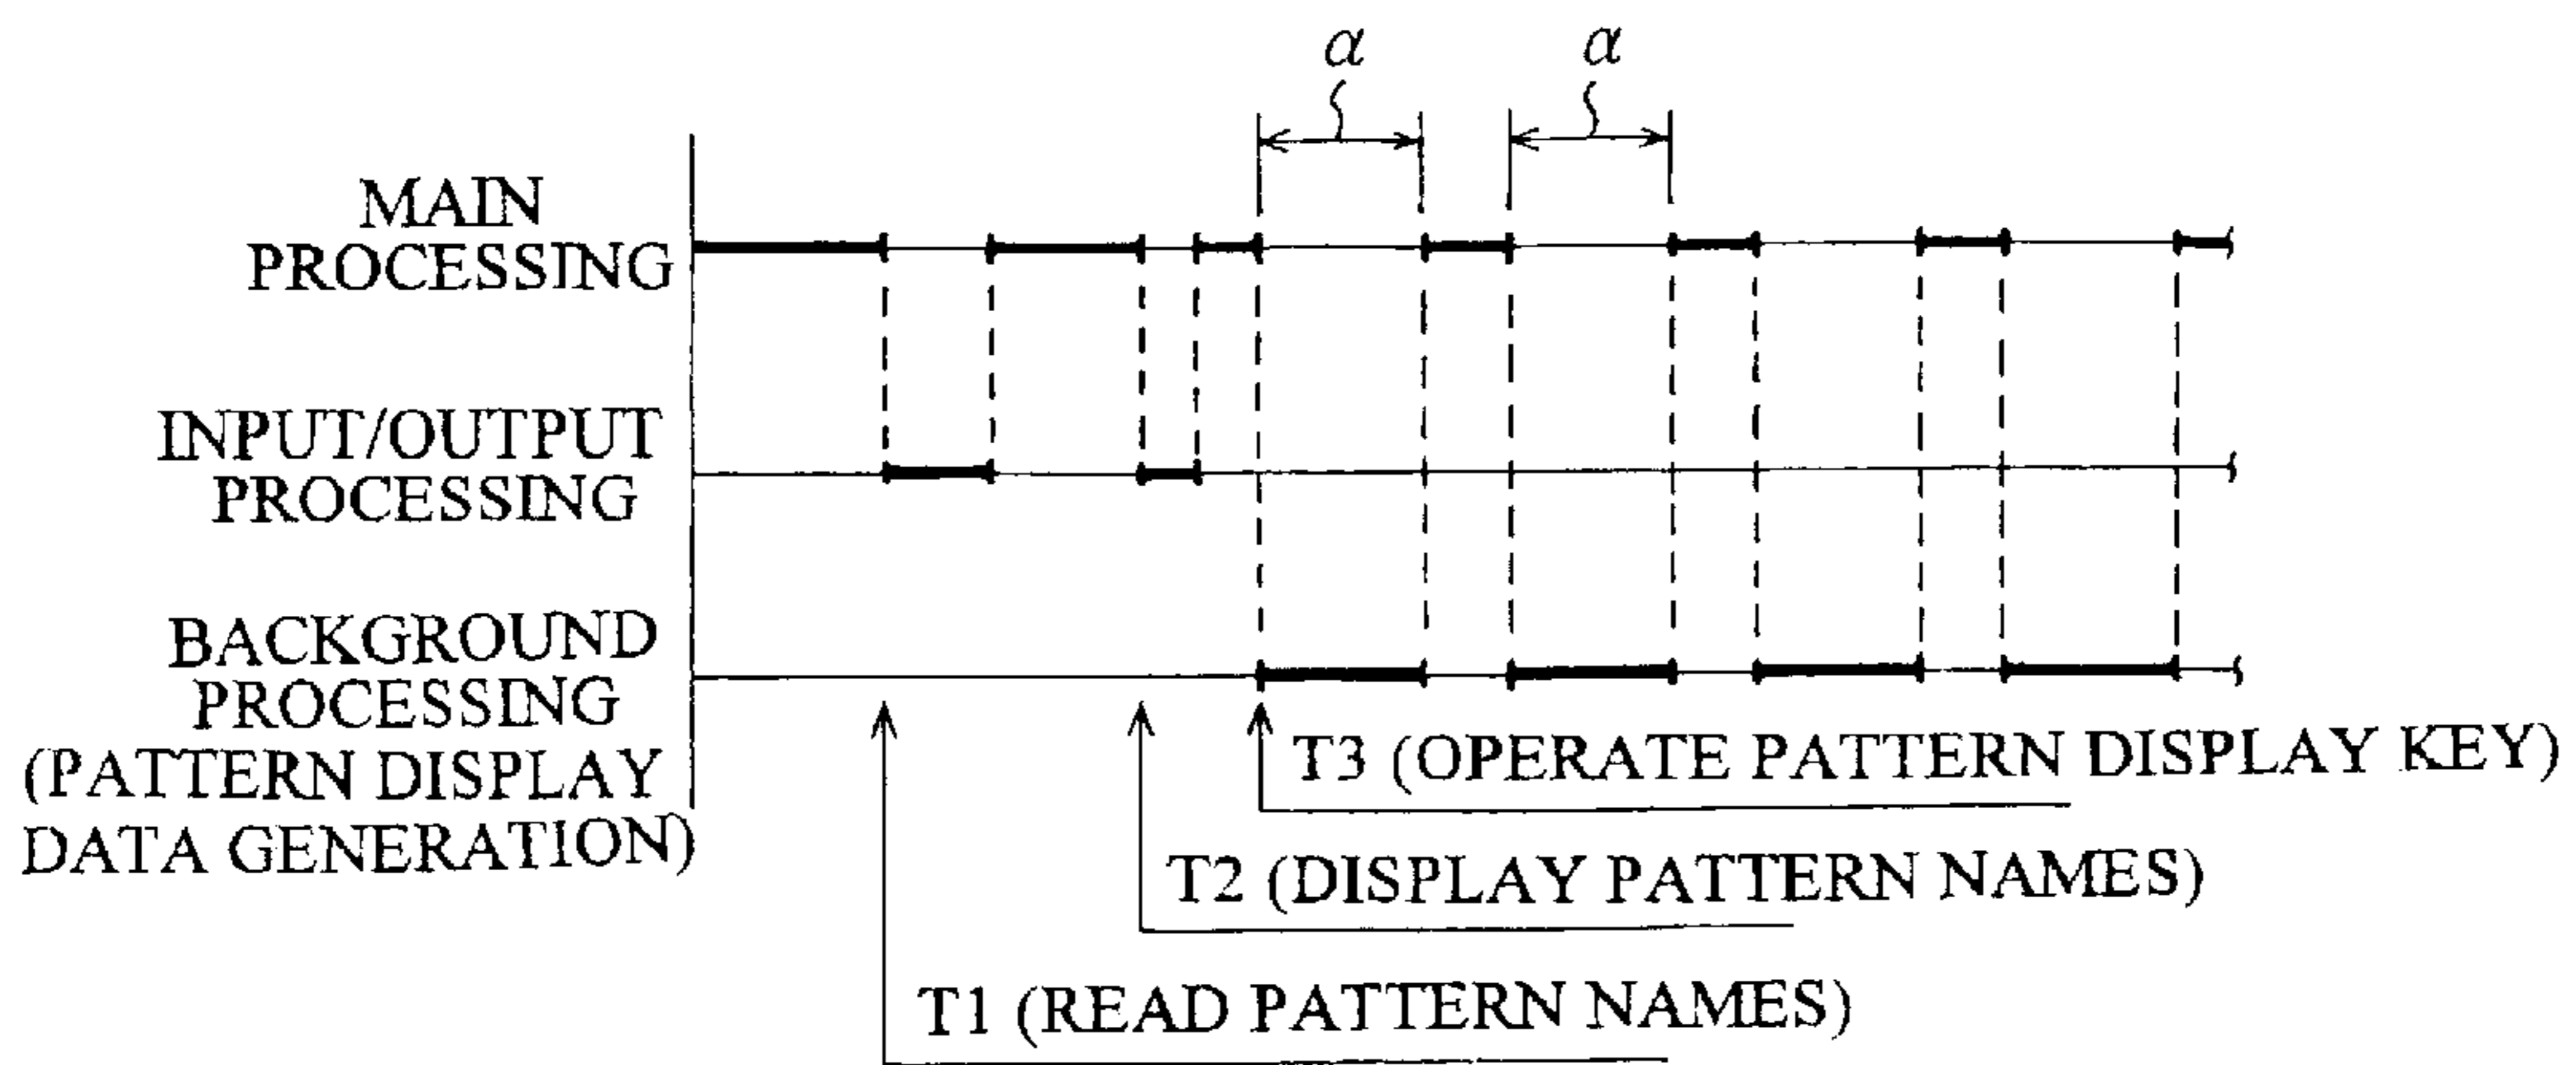 α
α
MAIN
PROCESSING
INPUT/OUTPUT
PROCESSING
BACKGROUND
PROCESSING
(PATTERN DISPLAY
DATA GENERATION)
T3 (OPERATE PATTERN DISPLAY KEY)
T2 (DISPLAY PATTERN NAMES)
T1 (READ PATTERN NAMES)